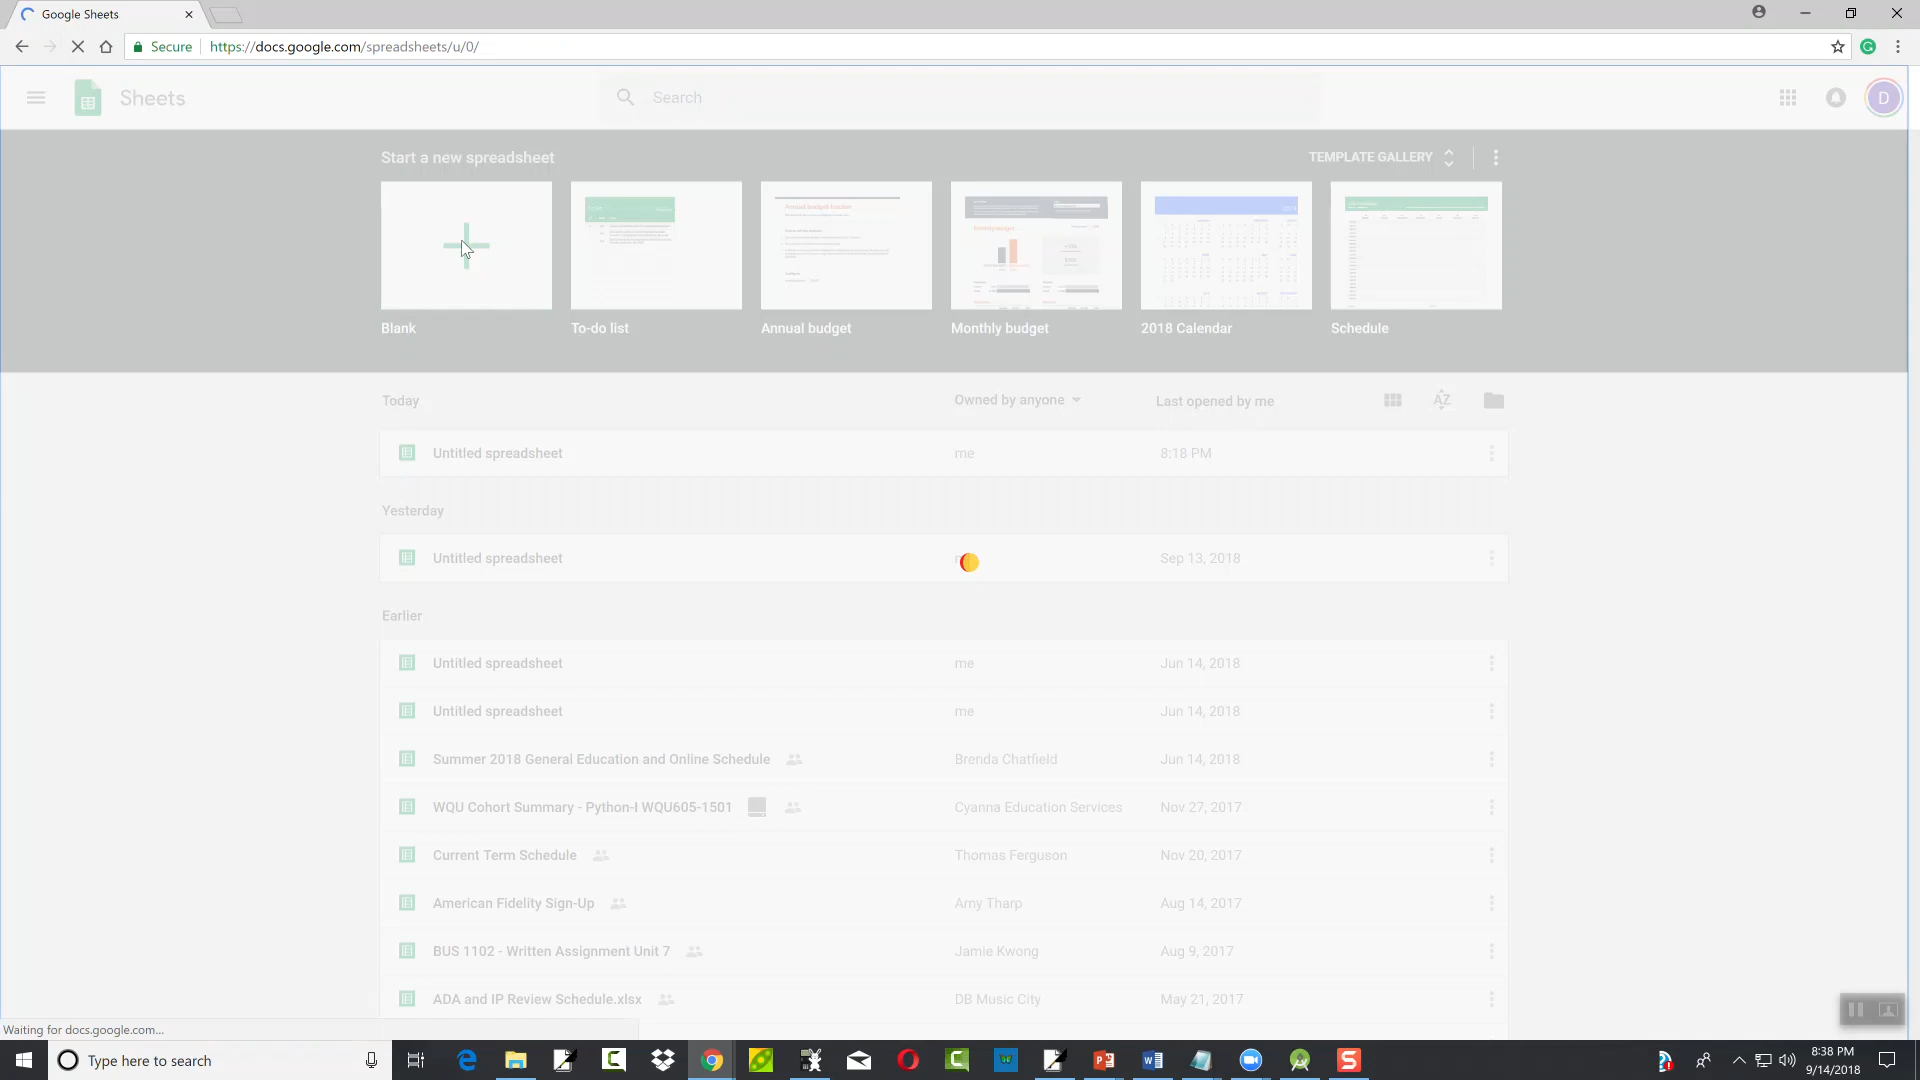 Google Sheets
Secure
https://docs.google.com/spreadsheets/u/0/
Sheets
Search
D
Start a new spreadsheet
TEMPLATE GALLERY
Annual budget tracker
Monthly budget
2018
Blank
To-do list
Annual budget
Monthly budget
2018 Calendar
Schedule
Today
Owned by anyone
Last opened by me
AZ
Untitled spreadsheet
me
8:18 PM
Yesterday
Untitled spreadsheet
Sep 13, 2018
Earlier
Untitled spreadsheet
me
Jun 14, 2018
Untitled spreadsheet
me
Jun 14, 2018
Summer 2018 General Education and Online Schedule
Brenda Chatfield
Jun 14, 2018
WQU Cohort Summary - Python-I WQU605-1501
Cyanna Education Services
Nov 27, 2017
Current Term Schedule
Thomas Ferguson
Nov 20, 2017
American Fidelity Sign-Up
Amy Tharp
Aug 14, 2017
BUS 1102 - Written Assignment Unit 7
Jamie Kwong
Aug 9, 2017
ADA and IP Review Schedule.xlsx
DB Music City
May 21, 2017
Waiting for docs.google.com...
Type here to search
8:38 PM
9/14/2018